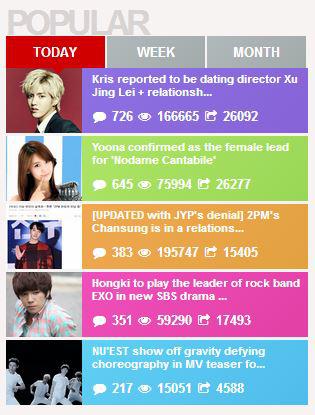 POPULAR
TODAY WEEK MONTH
Kris reported to be dating director Xu
Jing Lei + relationsh...
726 166665 26092
Yoona confirmed as the female lead
for 'Nodame Cantabile'
645 75994 26277
[UPDATED with JYP's denial] 2PM's
Chansung is in a relations...
383 195747 15405
Hongki to play the leader of rock band
EXO in new SBS drama ...
351 59290 17493
NU'EST show off gravity defying
choreography in MV teaser fo...
217 15051 4588